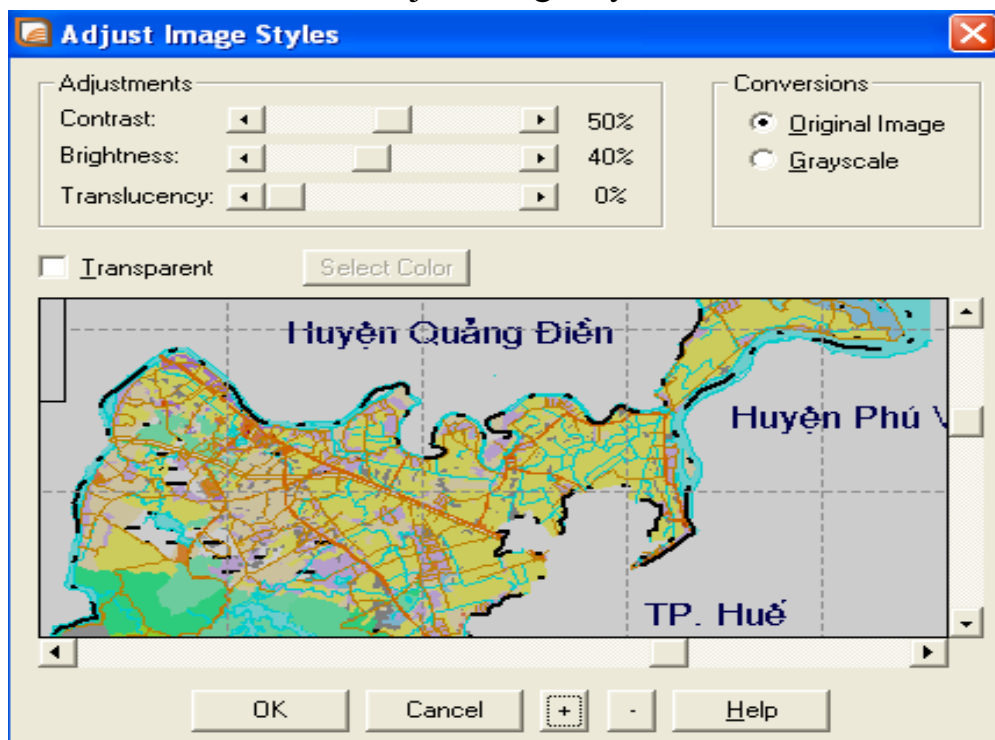 Adjust Image Styles
Adjustments
Contrast: 50%
Brightness: 40%
Translucency: 0%
Conversions
Original Image
Grayscale
Transparent Select Color
Huyện Quảng Điền
Huyện Phú V
TP. Huế
OK Cancel + - Help